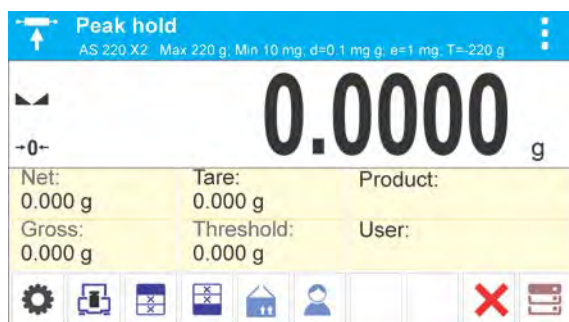 Peak hold
AS 220.X2 Max 220 g; Min 10 mg; d=0.1 mg g; e=1 mg; T=-220 g
0.0000 g
→0←
Net: Tare: Product:
0.000 g 0.000 g
Gross: Threshold: User:
0.000 g 0.000 g